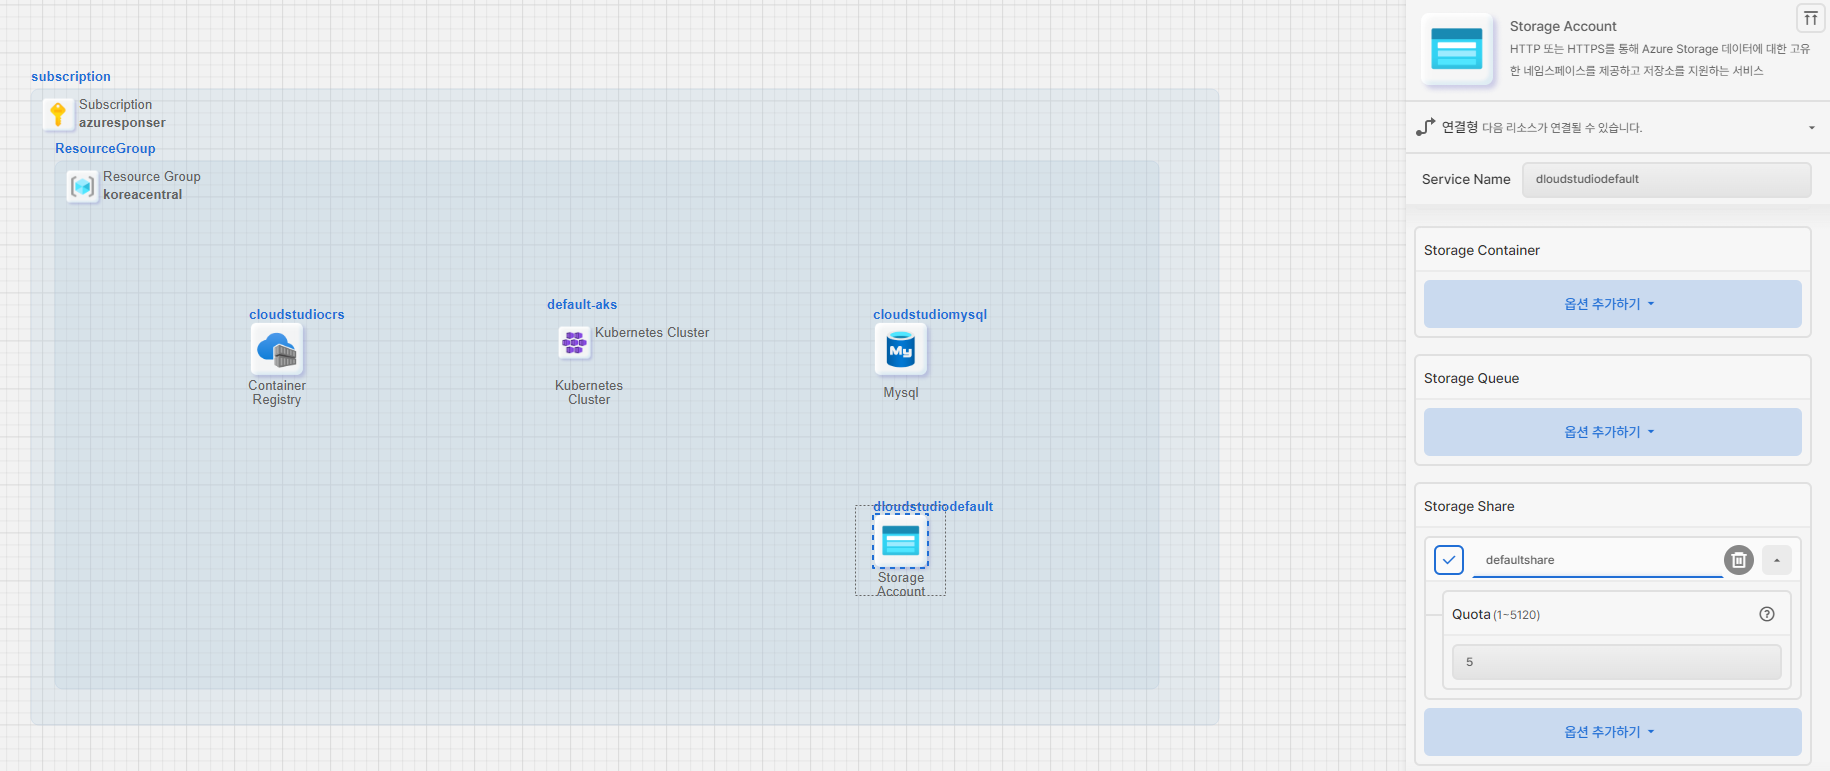 subscription
Subscription
azuresponser
ResourceGroup
Resource Group
koreacentral
cloudstudiocrs
Container
Registry
default-aks
Kubernetes Cluster
Kubernetes
Cluster
cloudstudiomysql
My
Mysql
dloudstudiodefault
Storage
Account
Storage Account
HTTP 또는 HTTPS를 통해 Azure Storage 데이터에 대한 고유
한 네임스페이스를 제공하고 저장소를 지원하는 서비스
연결형 다음 리소스가 연결될 수 있습니다.
Service Name
dloudstudiodefault
Storage Container
옵션 추가하기
Storage Queue
옵션 추가하기
Storage Share
defaultshare
Quota (1~5120)
5
옵션 추가하기